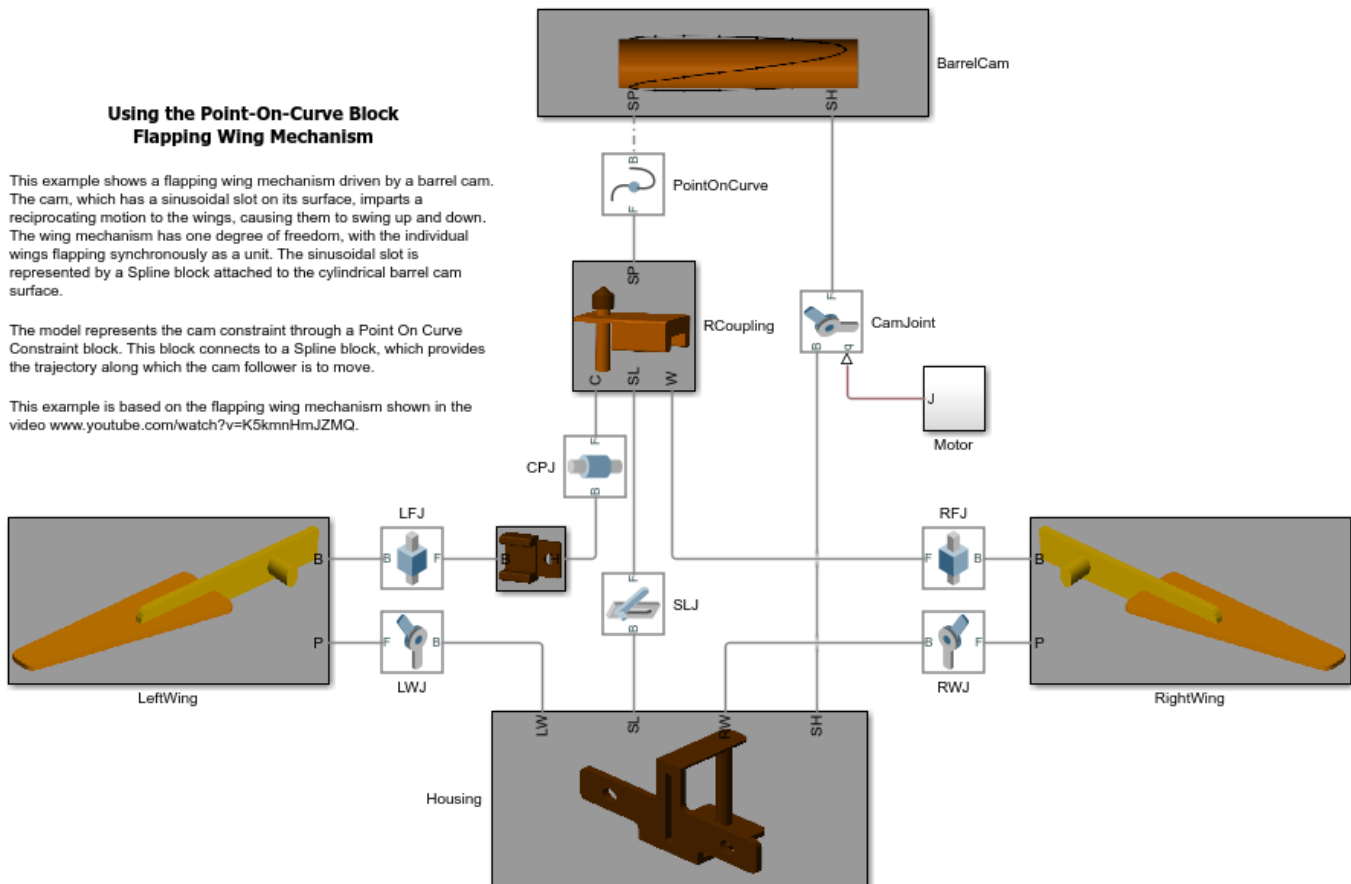 BarrelCam
SP
SH
Using the Point-On-Curve Block
Flapping Wing Mechanism
This example shows a flapping wing mechanism driven by a barrel cam.
The cam, which has a sinusoidal slot on its surface, imparts a
reciprocating motion to the wings, causing them to swing up and down.
The wing mechanism has one degree of freedom, with the individual
wings flapping synchronously as a unit. The sinusoidal slot is
represented by a Spline block attached to the cylindrical barrel cam
surface.
The model represents the cam constraint through a Point On Curve
Constraint block. This block connects to a Spline block, which provides
the trajectory along which the cam follower is to move.
This example is based on the flapping wing mechanism shown in the
video www.youtube.com/watch?v=K5kmnHmJZMQ.
B
PointOnCurve
F
SP
RCoupling
C
SL
W
F
CamJoint
B
q
J
Motor
F
CPJ
B
LFJ
B
B
F
B
H
RFJ
F
B
B
F
SLJ
B
P
F
B
LWJ
B
F
P
RWJ
LeftWing
RightWing
LW
SL
RW
SH
Housing